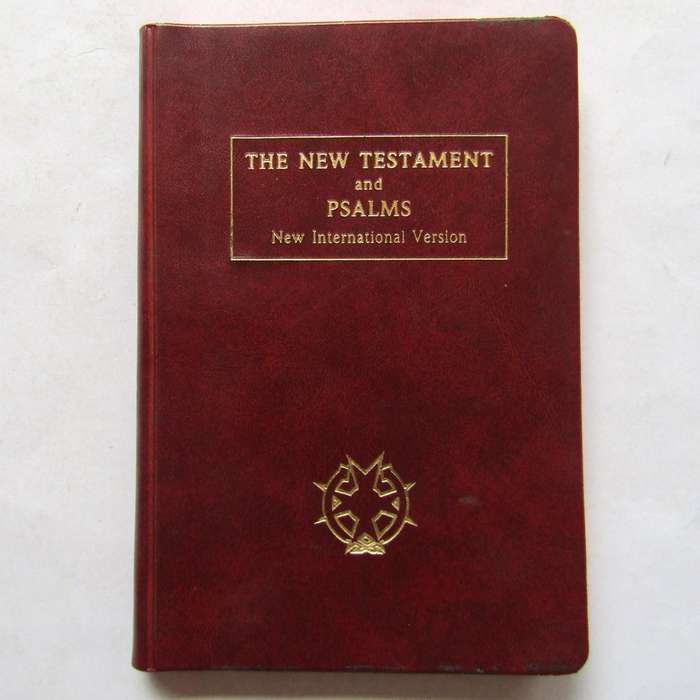 THE NEW TESTAMENT
and
PSALMS
New International Version